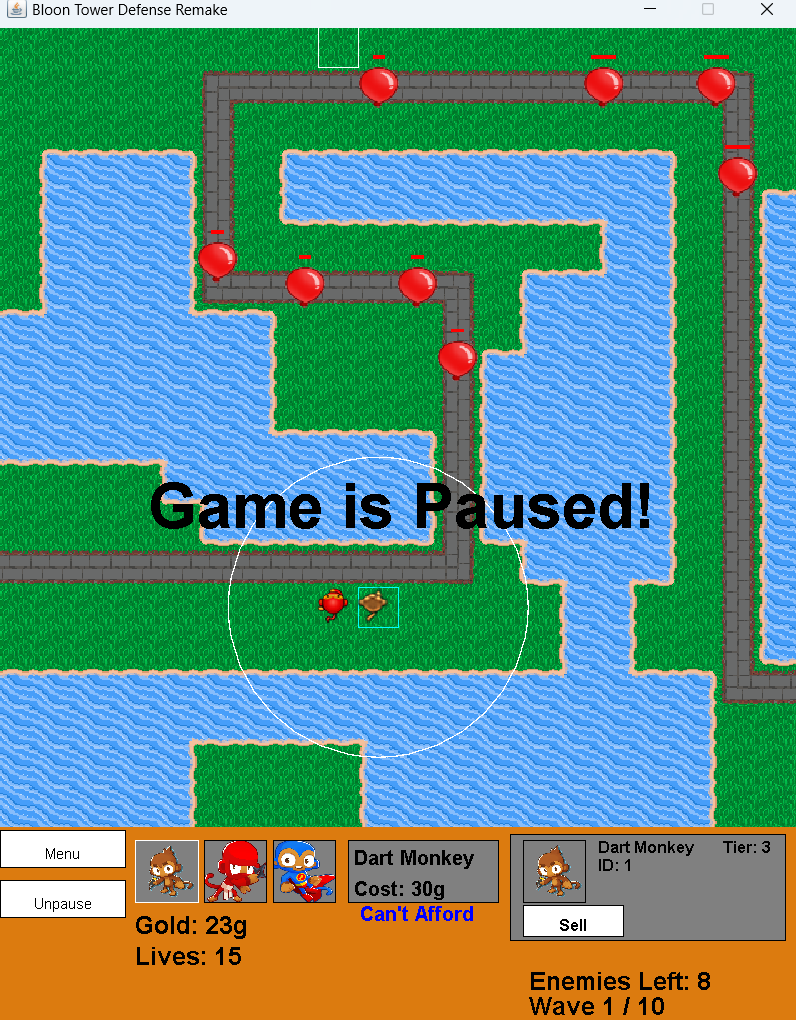 Bloon Tower Defense Remake
Game is Paused!
Menu
Unpause
Gold: 23g
Lives: 15
Dart Monkey
Cost: 30g
Can't Afford
Dart Monkey Tier: 3
ID: 1
Sell
Enemies Left: 8
Wave 1 / 10